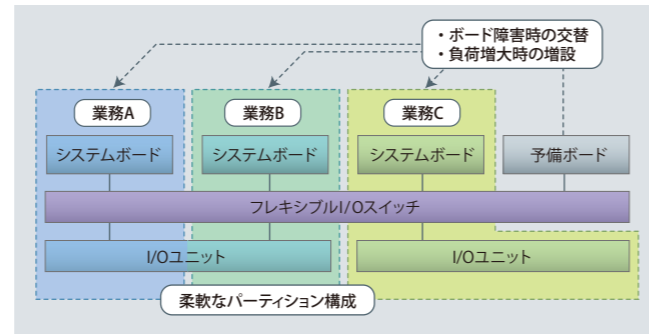 ・ボード障害時の交替
・負荷増大時の増設
業務A
業務B
業務C
システムボード
システムボード
システムボード
予備ボード
フレキシブルI/Oスイッチ
I/Oユニット
I/Oユニット
柔軟なパーティション構成